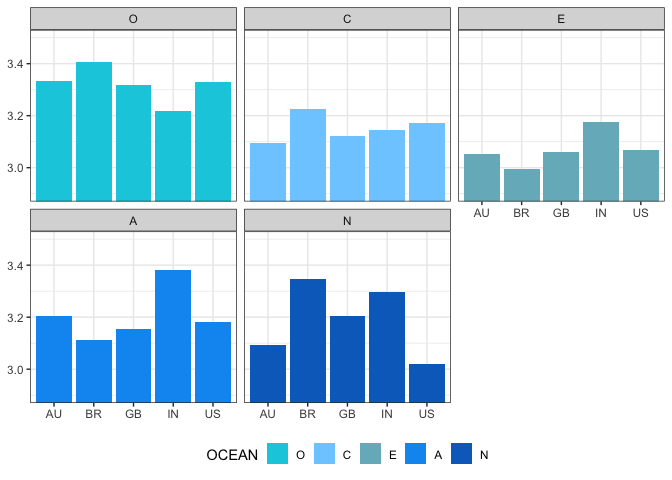 O C E
3.4
3.2
3.0
AU BR GB IN US
A N
3.4
3.2
3.0
AU BR GB IN US AU BR GB IN US
OCEAN O C E A N